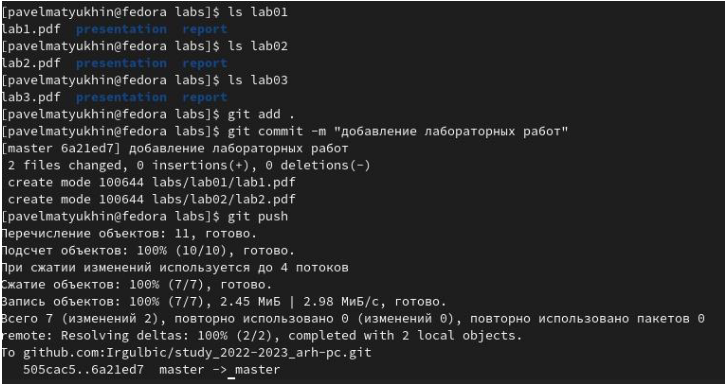 [pavelmatyukhin@fedora labs]$ ls lab01
lab1.pdf  presentation  report
[pavelmatyukhin@fedora labs]$ ls lab02
lab2.pdf  presentation  report
[pavelmatyukhin@fedora labs]$ ls lab03
lab3.pdf  presentation  report
[pavelmatyukhin@fedora labs]$ git add .
[pavelmatyukhin@fedora labs]$ git commit -m "добавление лабораторных работ"
[master 6a21ed7] добавление лабораторных работ
 2 files changed, 0 insertions(+), 0 deletions(-)
 create mode 100644 labs/lab01/lab1.pdf
 create mode 100644 labs/lab02/lab2.pdf
[pavelmatyukhin@fedora labs]$ git push
Перечисление объектов: 11, готово.
Подсчет объектов: 100% (10/10), готово.
При сжатии изменений используется до 4 потоков
Сжатие объектов: 100% (7/7), готово.
Запись объектов: 100% (7/7), 2.45 МиБ | 2.98 МиБ/с, готово.
Всего 7 (изменений 2), повторно использовано 0 (изменений 0), повторно использовано пакетов 0
remote: Resolving deltas: 100% (2/2), completed with 2 local objects.
To github.com:Irgulbic/study_2022-2023_arh-pc.git
   505cac5..6a21ed7  master -> master